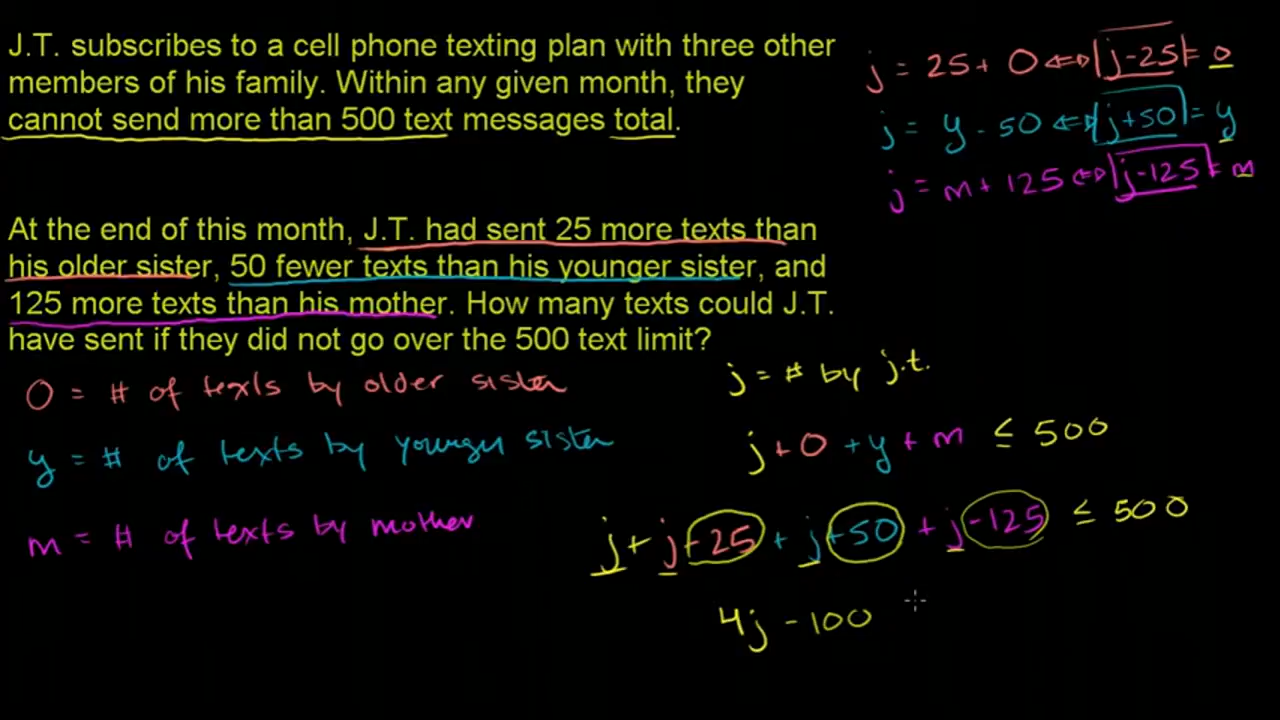 J.T. subscribes to a cell phone texting plan with three other
members of his family. Within any given month, they
cannot send more than 500 text messages total.
j = 25 + O ⇔ j-25 = o
j = y - 50 ⇔ j+50 = y
j = m + 125 ⇔ j-125 = m
At the end of this month, J.T. had sent 25 more texts than
his older sister, 50 fewer texts than his younger sister, and
125 more texts than his mother. How many texts could J.T.
have sent if they did not go over the 500 text limit?
O = # of texts by older sister
y = # of texts by younger sister
m = # of texts by mother
j = # by j.t.
j + O + y + m ≤ 500
j + j - 25 + j + 50 + j - 125 ≤ 500
4j - 100